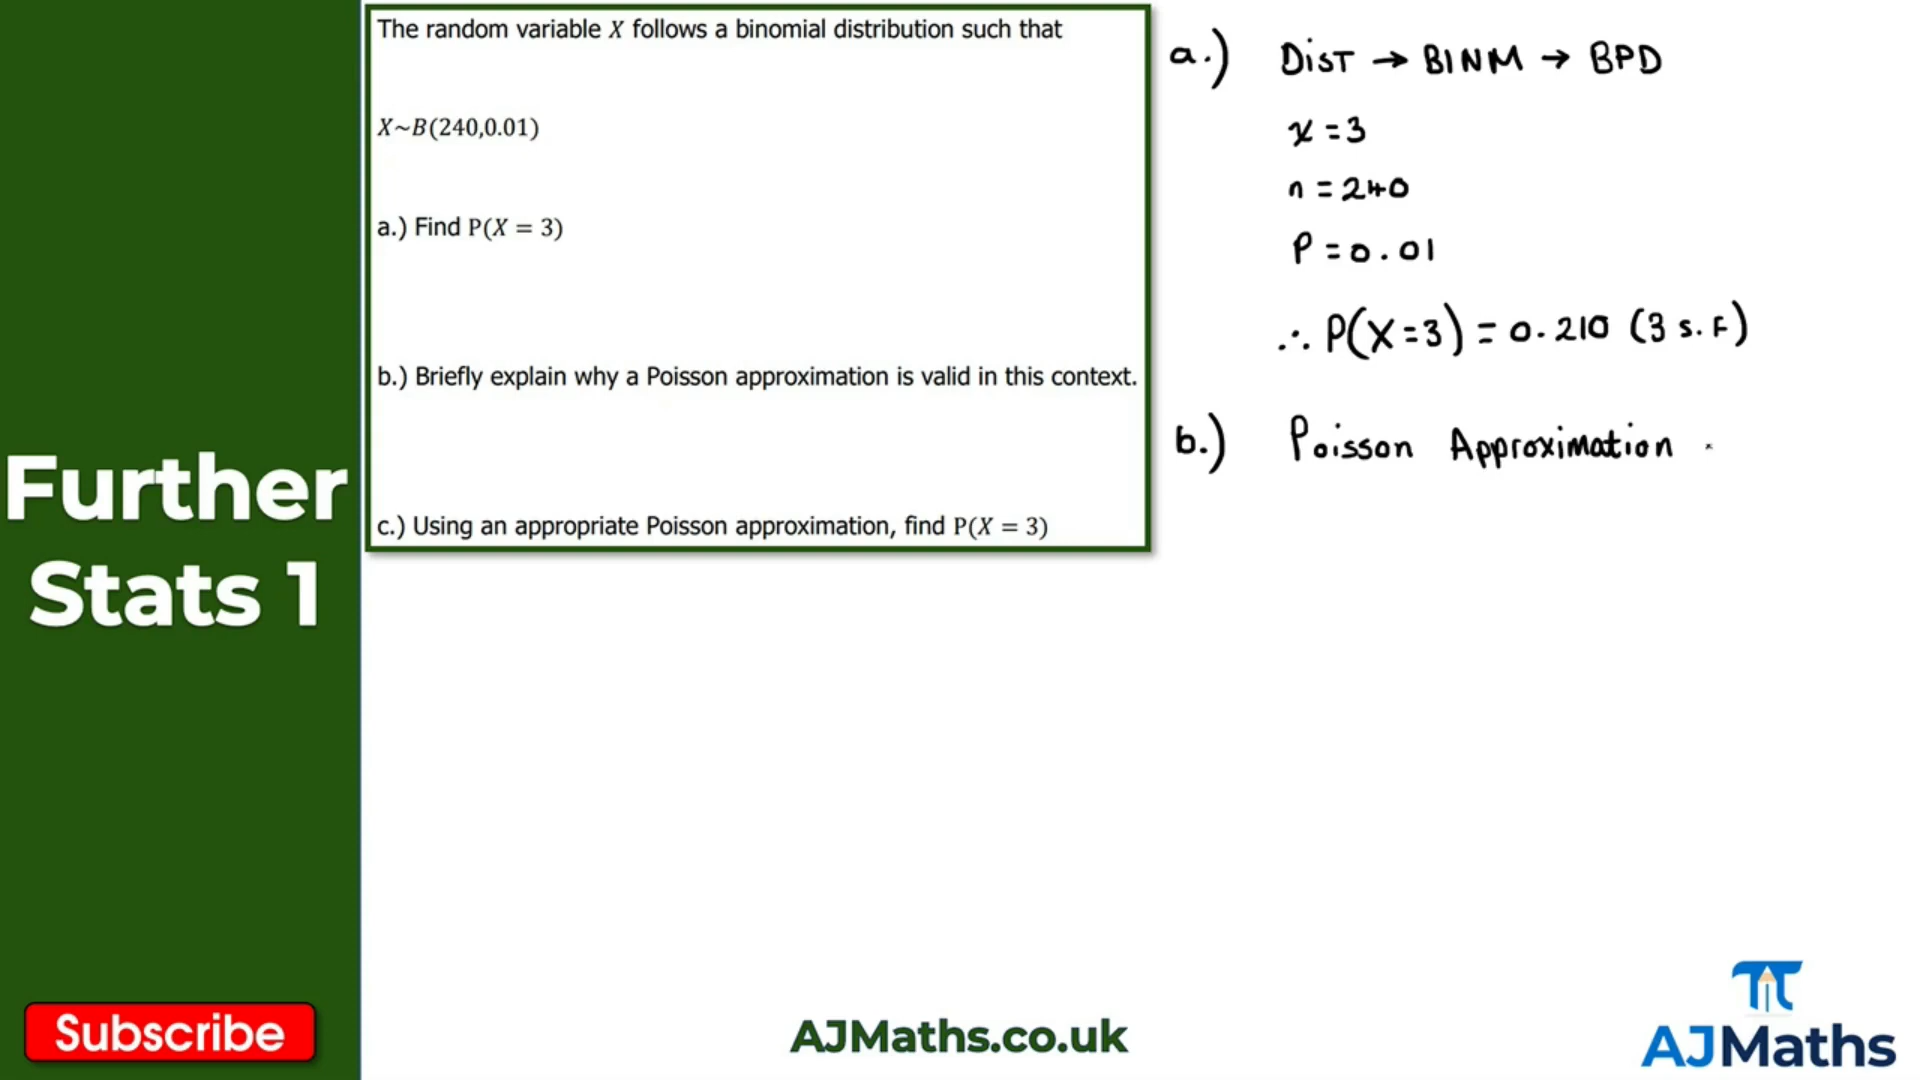 Further
Stats 1
Subscribe
The random variable X follows a binomial distribution such that
X~B(240,0.01)
a.) Find P(X = 3)
b.) Briefly explain why a Poisson approximation is valid in this context.
c.) Using an appropriate Poisson approximation, find P(X = 3)
a.) DIST → BINM → BPD
x = 3
n = 240
P = 0.01
∴ P(X=3) = 0.210 (3 s.F)
b.) Poisson Approximation
AJMaths.co.uk
AJMaths